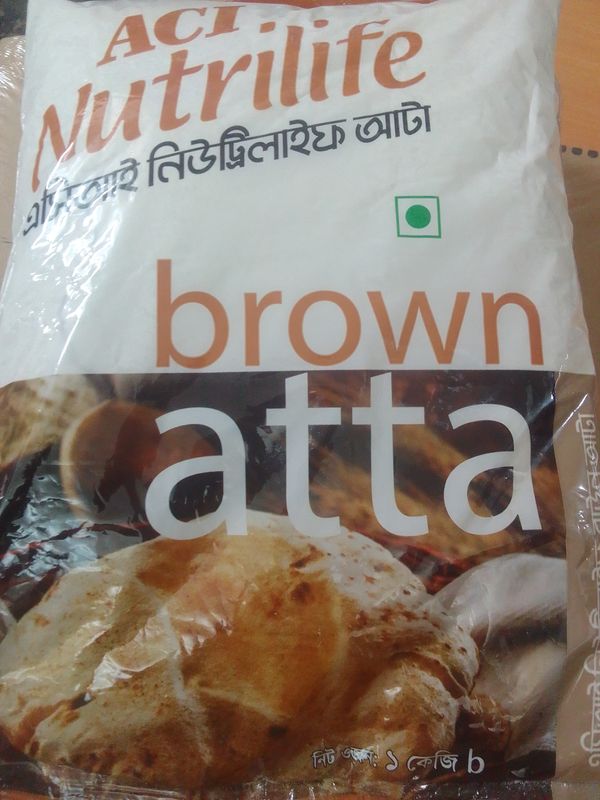 ACI
Nutrilife
এসিআই নিউট্রিলাইফ আটা
brown
atta
নিট ওজন: ১ কেজি b